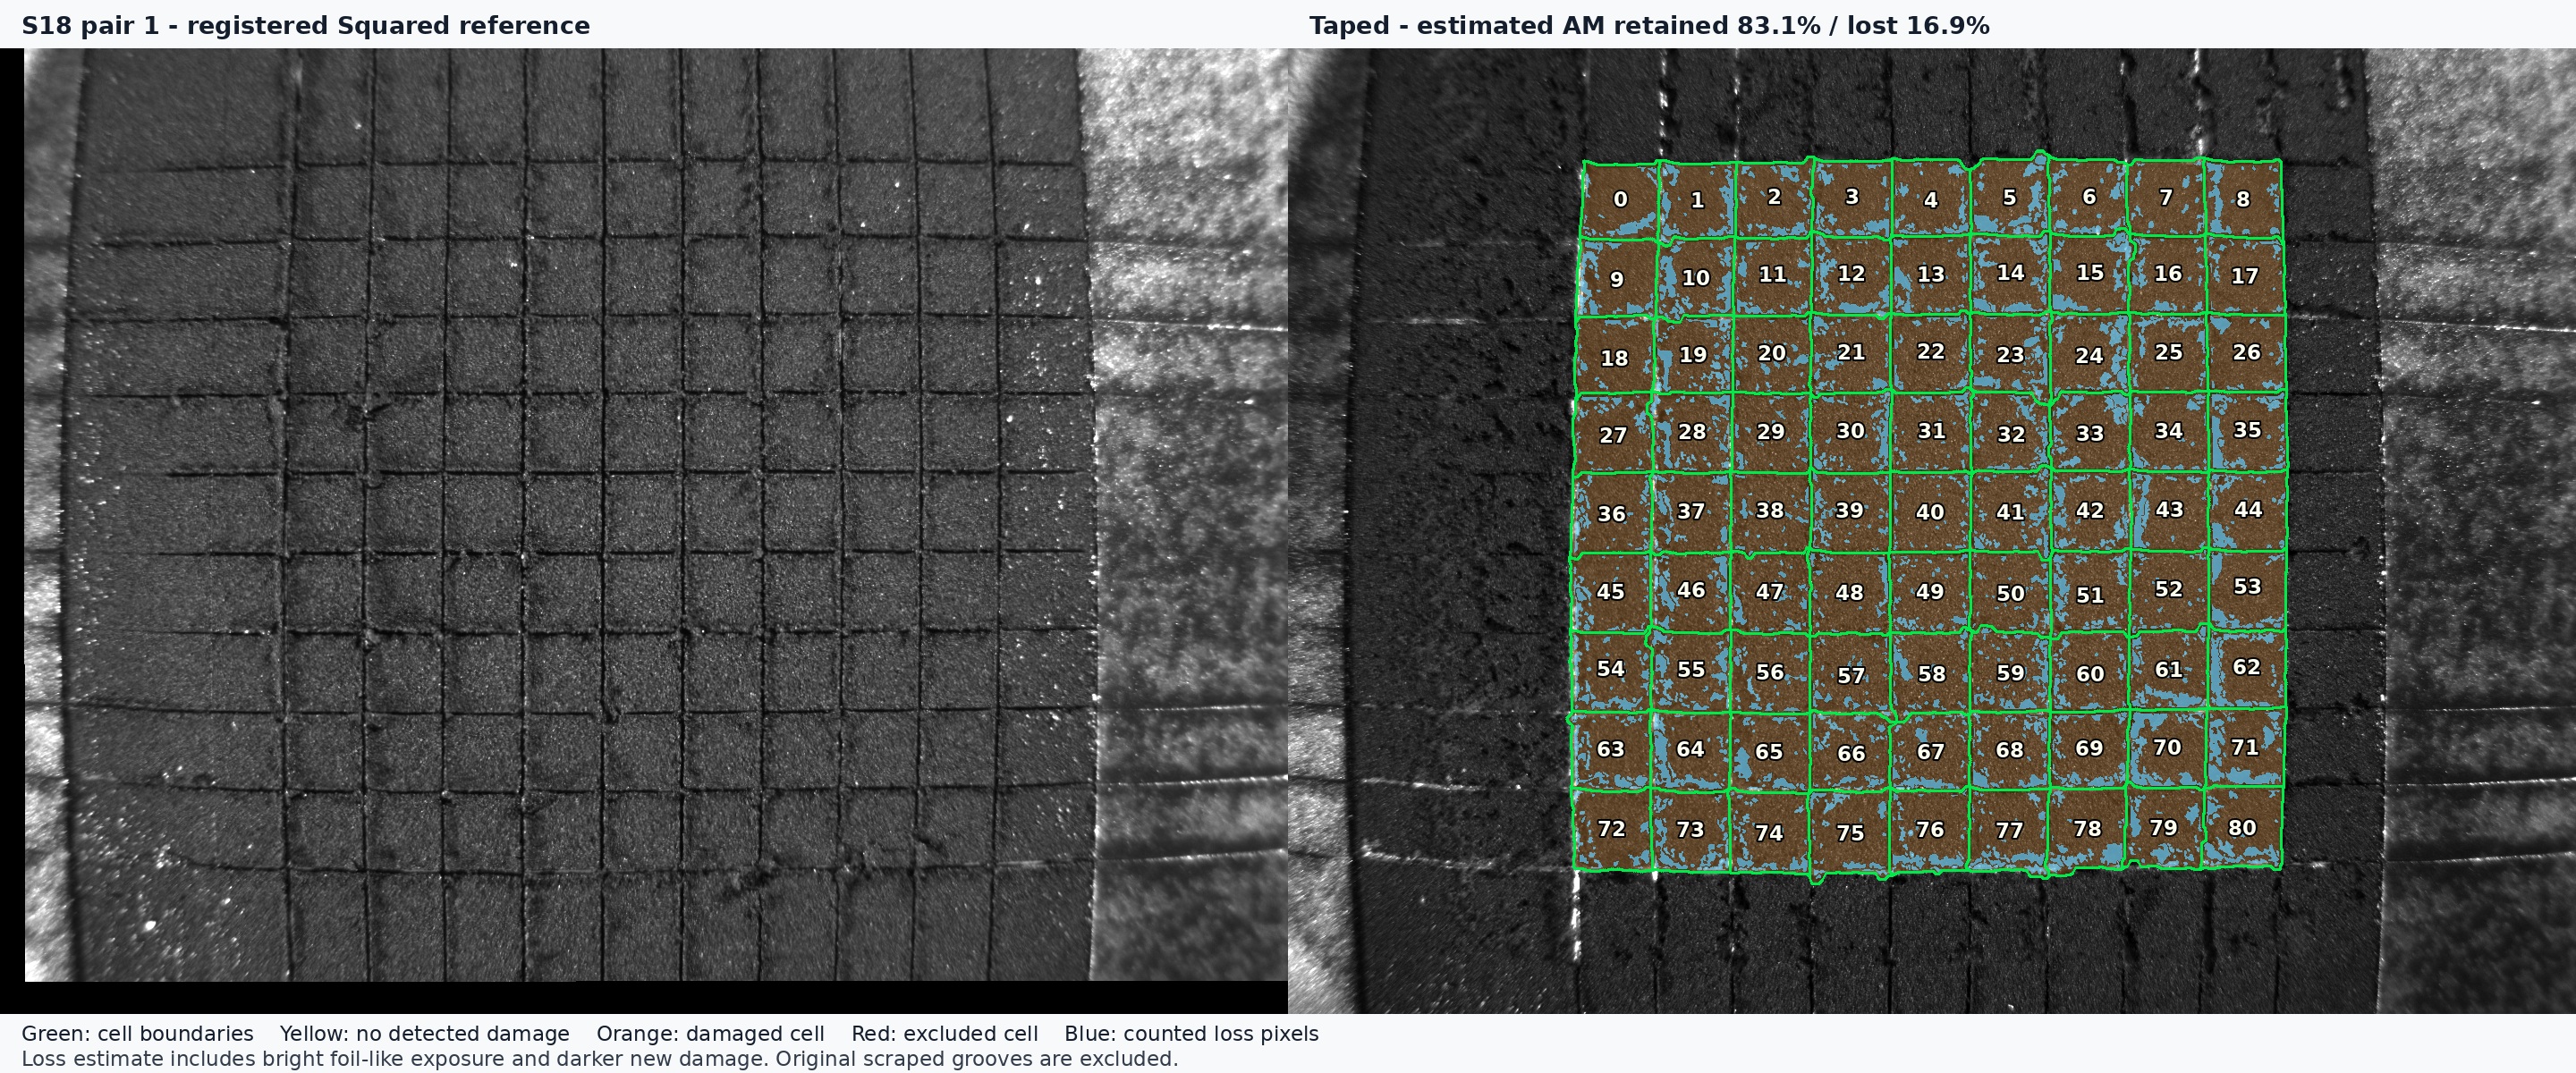 S18 pair 1 - registered Squared reference
Taped - estimated AM retained 83.1% / lost 16.9%
0 1 2 3 4 5 6 7 8
9 10 11 12 13 14 15 16 17
18 19 20 21 22 23 24 25 26
27 28 29 30 31 32 33 34 35
36 37 38 39 40 41 42 43 44
45 46 47 48 49 50 51 52 53
54 55 56 57 58 59 60 61 62
63 64 65 66 67 68 69 70 71
72 73 74 75 76 77 78 79 80
Green: cell boundaries Yellow: no detected damage Orange: damaged cell Red: excluded cell Blue: counted loss pixels
Loss estimate includes bright foil-like exposure and darker new damage. Original scraped grooves are excluded.